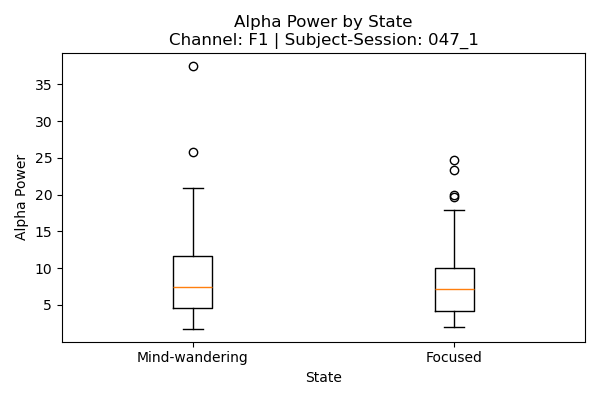 Alpha Power by State
Channel: F1 | Subject-Session: 047_1
Alpha Power
35
30
25
20
15
10
5
Mind-wandering
Focused
State